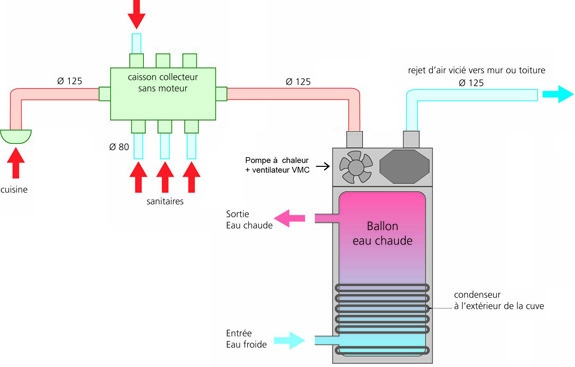 caisson collecteur
sans moteur
Ø 125
Ø 125
rejet d'air vicié vers mur ou toiture
Ø 125
Ø 80
cuisine
sanitaires
Pompe à chaleur
+ ventilateur VMC
Sortie
Eau chaude
Ballon
eau chaude
condenseur
à l'extérieur de la cuve
Entrée
Eau froide